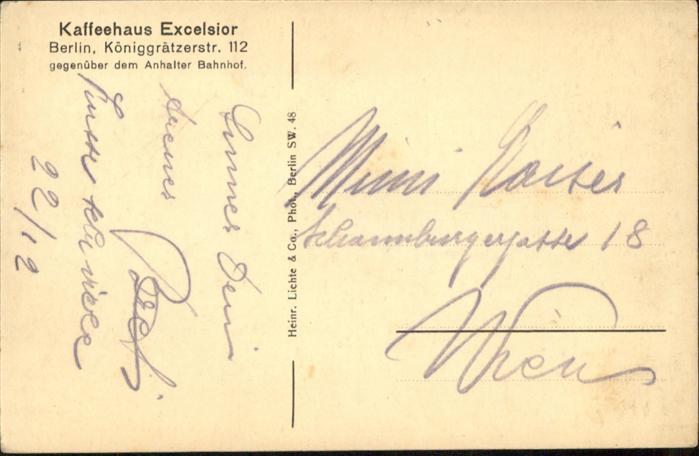 Kaffeehaus Excelsior
Berlin, Königgrätzerstr. 112
gegenüber dem Anhalter Bahnhof.
Immer Dein
treuer
22/12
Heinr. Lichte & Co., Phot., Berlin SW. 48
Mimi Kaiser
Schaumburgergasse 18
Wien